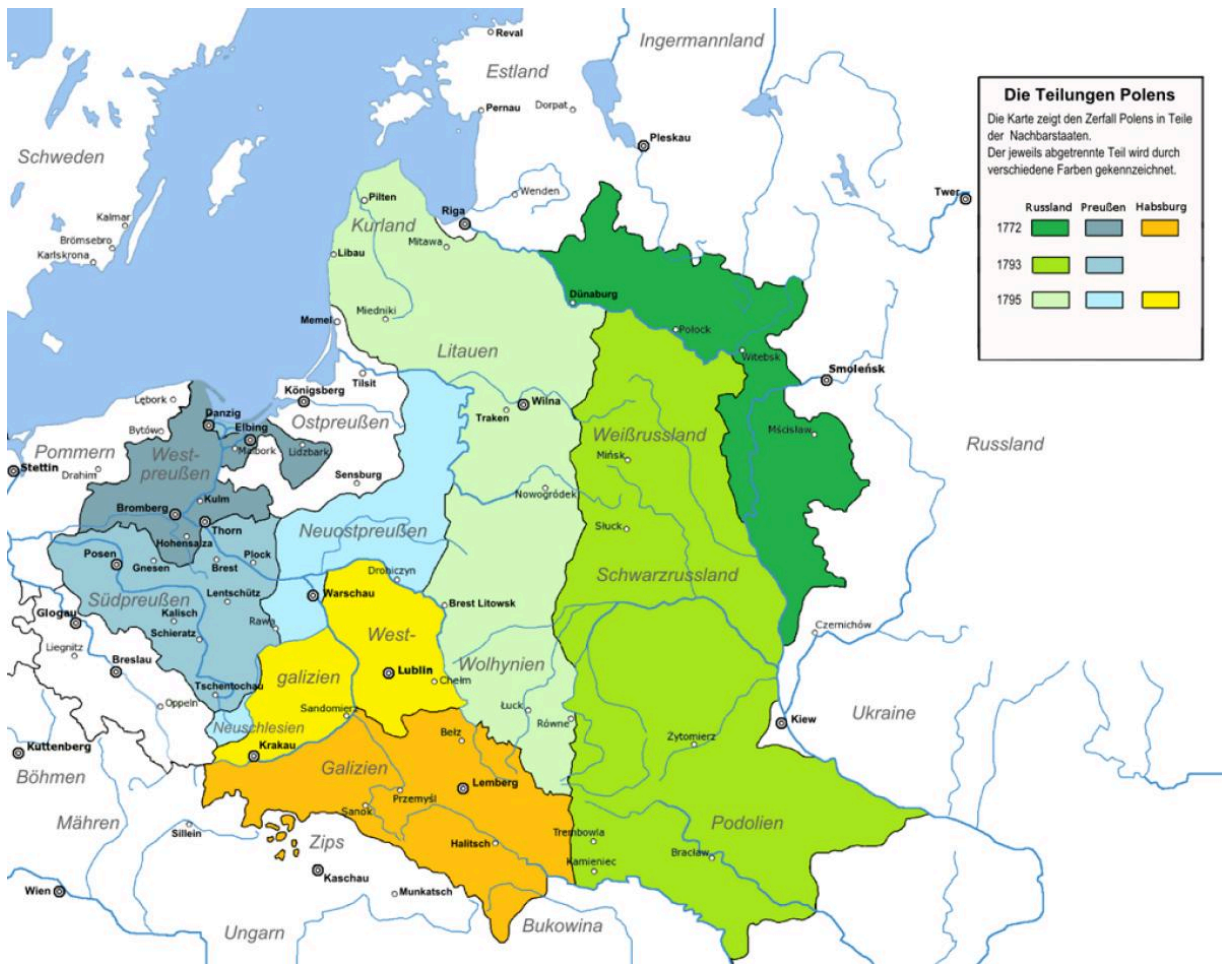 Reval
Ingermannland
Estland
Pernau
Dorpat
Pleskau
Schweden
Wenden
Twer
Pilten
Riga
Kurland
Kalmar
Mitawa
Brömsebro
Karlskrona
Libau
Dünaburg
Miedniki
Memel
Połock
Litauen
Witebsk
Smoleńsk
Tilsit
Königsberg
Lębork
Wilna
Traken
Danzig
Ostpreußen
Elbing
Bytów
Weißrussland
Mścisław
Malbork
Lidzbark
Pommern
West-
preußen
Russland
Mińsk
Stettin
Drahim
Sensburg
Nowogródek
Kulm
Bromberg
Thorn
Słuck
Neuostpreußen
Hohensalza
Posen
Plock
Gnesen
Brest
Drohiczyn
Schwarzrussland
Südpreußen
Lentschütz
Warschau
Brest Litowsk
Glogau
Kalisch
Rawa
Schieratz
West-
Czernichów
Liegnitz
Breslau
Wolhynien
galizien
Lublin
Chełm
Tschentochau
Oppeln
Sandomierz
Łuck
Ukraine
Równe
Kiew
Neuschlesien
Bełz
Żytomierz
Kuttenberg
Krakau
Böhmen
Galizien
Lemberg
Przemyśl
Sanok
Mähren
Sillein
Podolien
Trembowla
Zips
Halitsch
Bracław
Kamieniec
Kaschau
Wien
Munkatsch
Bukowina
Ungarn
Die Teilungen Polens
Die Karte zeigt den Zerfall Polens in Teile
der Nachbarstaaten.
Der jeweils abgetrennte Teil wird durch
verschiedene Farben gekennzeichnet.
Russland Preußen Habsburg
1772
1793
1795